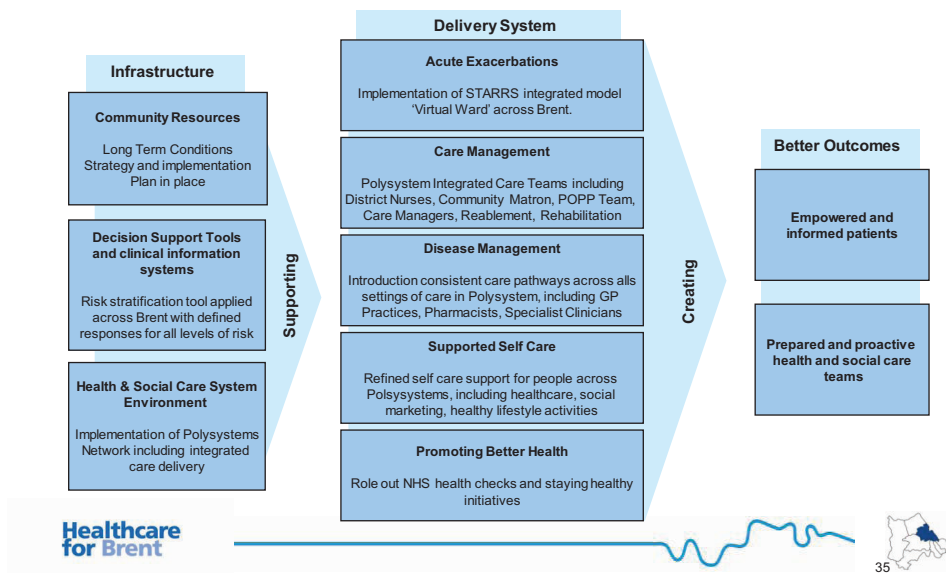 Infrastructure
Community Resources
Long Term Conditions
Strategy and implementation
Plan in place
Decision Support Tools
and clinical information
systems
Risk stratification tool applied
across Brent with defined
responses for all levels of risk
Health & Social Care System
Environment
Implementation of Polysystems
Network including integrated
care delivery
Supporting
Delivery System
Acute Exacerbations
Implementation of STARRS integrated model
‘Virtual Ward’ across Brent.
Care Management
Polysystem Integrated Care Teams including
District Nurses, Community Matron, POPP Team,
Care Managers, Reablement, Rehabilitation
Disease Management
Introduction consistent care pathways across alls
settings of care in Polysystem, including GP
Practices, Pharmacists, Specialist Clinicians
Supported Self Care
Refined self care support for people across
Polsysystems, including healthcare, social
marketing, healthy lifestyle activities
Promoting Better Health
Role out NHS health checks and staying healthy
initiatives
Creating
Better Outcomes
Empowered and
informed patients
Prepared and proactive
health and social care
teams
Healthcare
for Brent
35